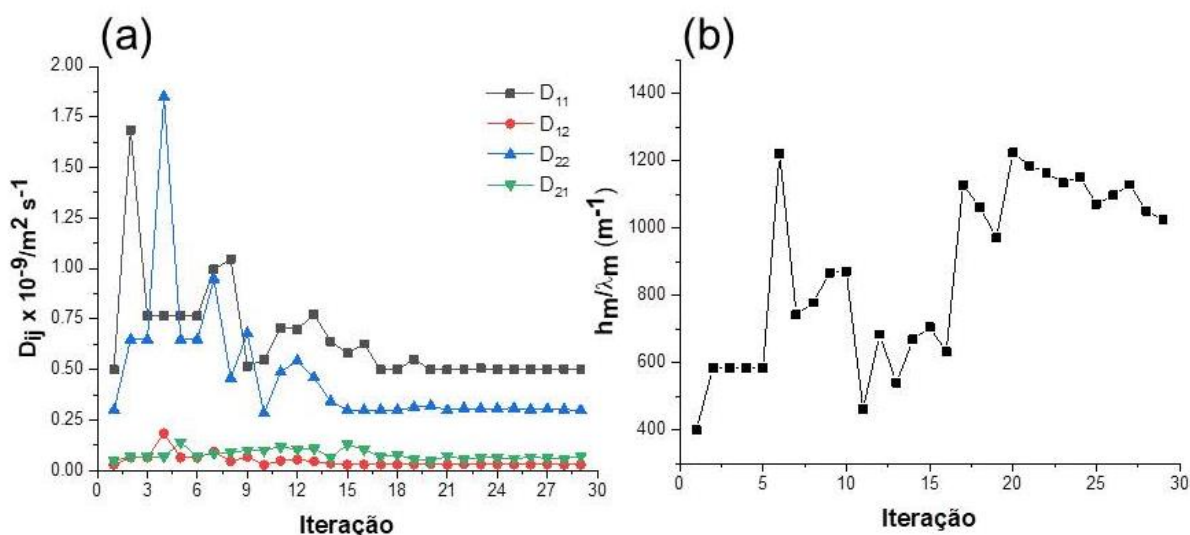 (a)
2.00
1.75
1.50
1.25
1.00
0.75
0.50
0.25
0.00
Dij x 10⁻⁹/m² s⁻¹
D₁₁
D₁₂
D₂₂
D₂₁
0 3 6 9 12 15 18 21 24 27 30
Iteração
(b)
1400
1200
1000
800
600
400
hm/λm (m⁻¹)
0 5 10 15 20 25 30
Iteração